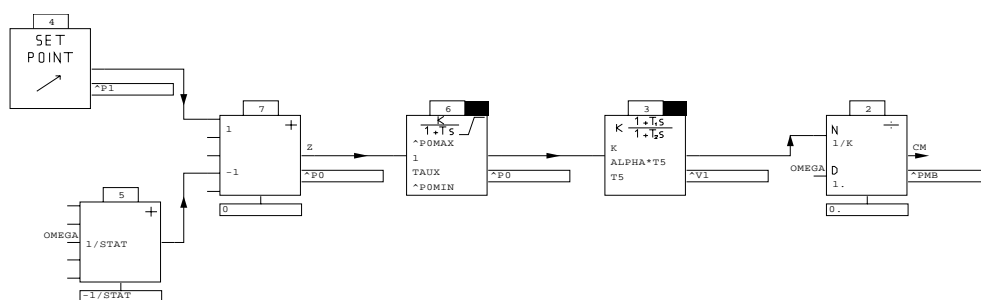 4
SET
POINT
^P1
7
1
+
-1
Z
^P0
0
5
+
OMEGA
1/STAT
-1/STAT
6
K
1+Ts
^P0MAX
1
TAUX
^P0MIN
^P0
3
K 1+T₁s
1+T₂s
K
ALPHA*T5
T5
^V1
2
N ÷
1/K
OMEGA
D
1.
CM
^PMB
0.